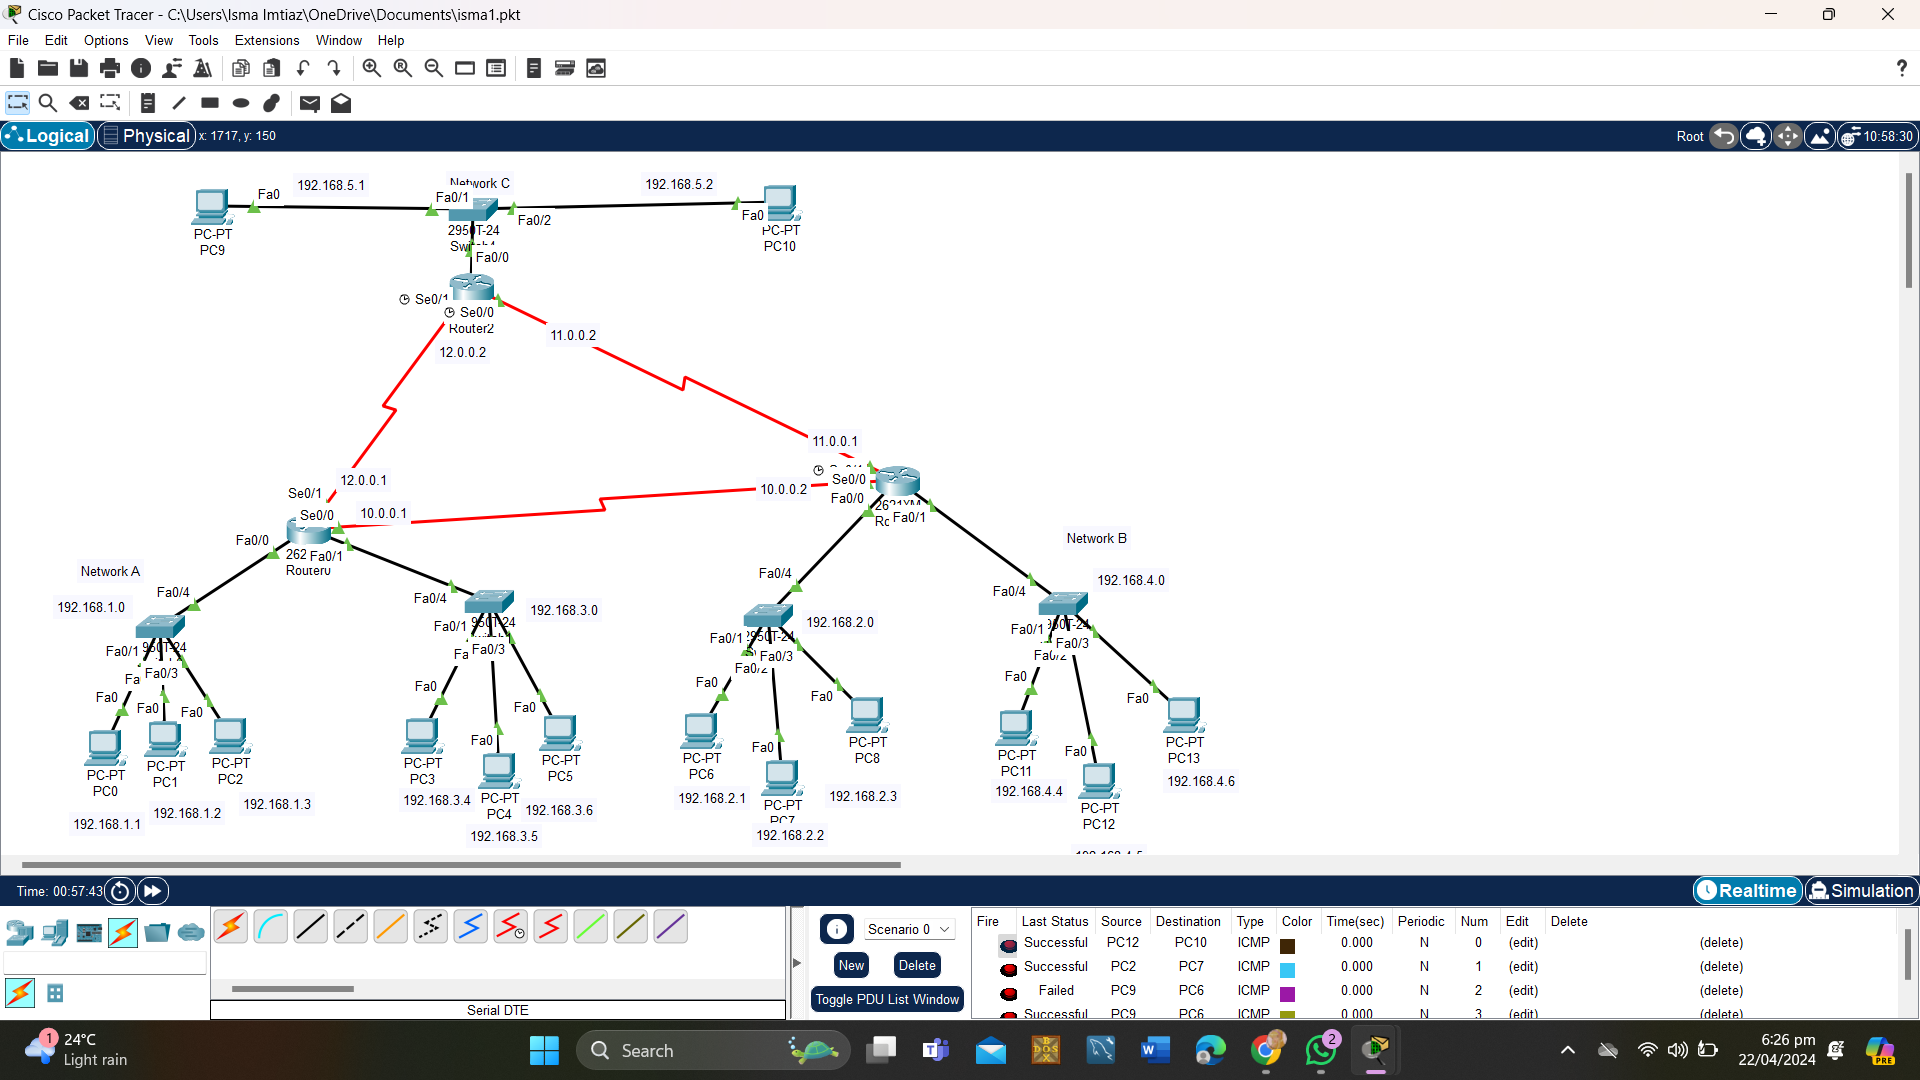 Cisco Packet Tracer - C:\Users\Isma Imtiaz\OneDrive\Documents\isma1.pkt
File Edit Options View Tools Extensions Window Help
Logical Physical x: 1717, y: 150 Root 10:58:30
Network C
192.168.5.1 192.168.5.2
Fa0 Fa0/1 Fa0/2 Fa0
PC-PT
PC9
2950T-24
PC-PT
PC10
Fa0/0
Se0/1
Se0/0
Router2
11.0.0.2
12.0.0.2
11.0.0.1
12.0.0.1
Se0/0
10.0.0.2
Se0/1
Fa0/0
10.0.0.1
Se0/0
Fa0/1
Fa0/0
Fa0/1
Router0
Network B
Network A
Fa0/4
192.168.4.0
Fa0/4
Fa0/4
Fa0/4
192.168.1.0
192.168.3.0
192.168.2.0
Fa0/1
Fa0/3
Fa0/1
Fa0/3
Fa0/1
Fa0/3
Fa0/2
Fa0/1
Fa0/3
Fa0/2
Fa0 Fa0 Fa0
Fa0 Fa0 Fa0
Fa0 Fa0 Fa0
Fa0 Fa0 Fa0
PC-PT
PC0
PC-PT
PC1
PC-PT
PC2
PC-PT
PC3
PC-PT
PC4
PC-PT
PC5
PC-PT
PC6
PC-PT
PC7
PC-PT
PC8
PC-PT
PC11
PC-PT
PC12
PC-PT
PC13
192.168.1.1
192.168.1.2
192.168.1.3
192.168.3.4
192.168.3.5
192.168.3.6
192.168.2.1
192.168.2.2
192.168.2.3
192.168.4.4
192.168.4.6
Time: 00:57:43 Realtime Simulation
Scenario 0
New Delete
Toggle PDU List Window
Serial DTE
Fire Last Status Source Destination Type Color Time(sec) Periodic Num Edit Delete
Successful PC12 PC10 ICMP 0.000 N 0 (edit) (delete)
Successful PC2 PC7 ICMP 0.000 N 1 (edit) (delete)
Failed PC9 PC6 ICMP 0.000 N 2 (edit) (delete)
Successful PC9 PC6 ICMP 0.000 N 3 (edit) (delete)
1
24°C
Light rain
Search
2
6:26 pm
22/04/2024
PRE